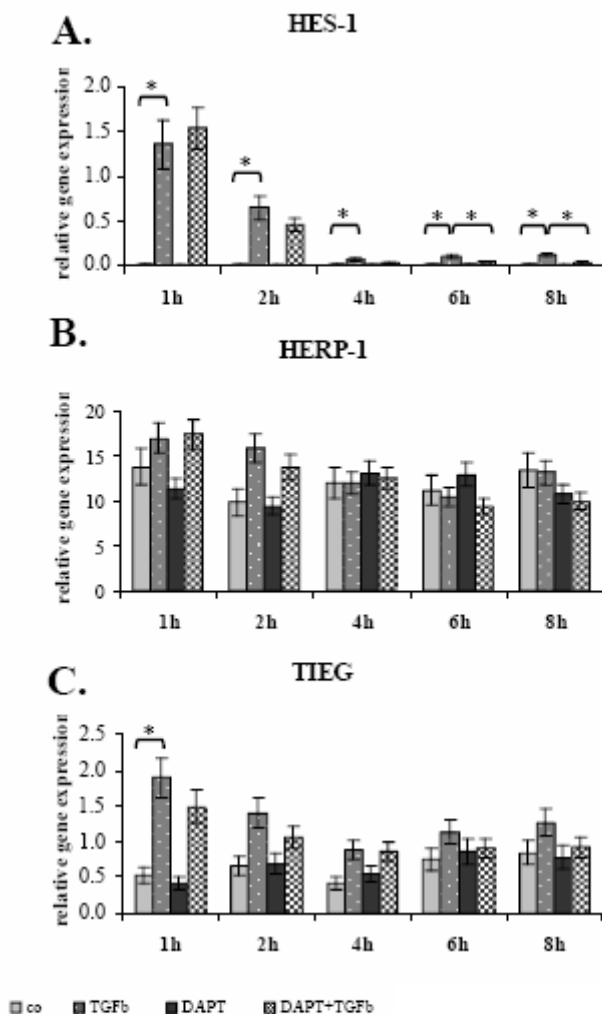 A.
HES-1
relative gene expression
2.0
1.5
1.0
0.5
0.0
*
*
*
*
*
*
*
1h 2h 4h 6h 8h
B.
HERP-1
relative gene expression
20
15
10
5
0
1h 2h 4h 6h 8h
C.
TIEG
relative gene expression
2.5
2.0
1.5
1.0
0.5
0.0
*
1h 2h 4h 6h 8h
co TGFb DAPT DAPT+TGFb